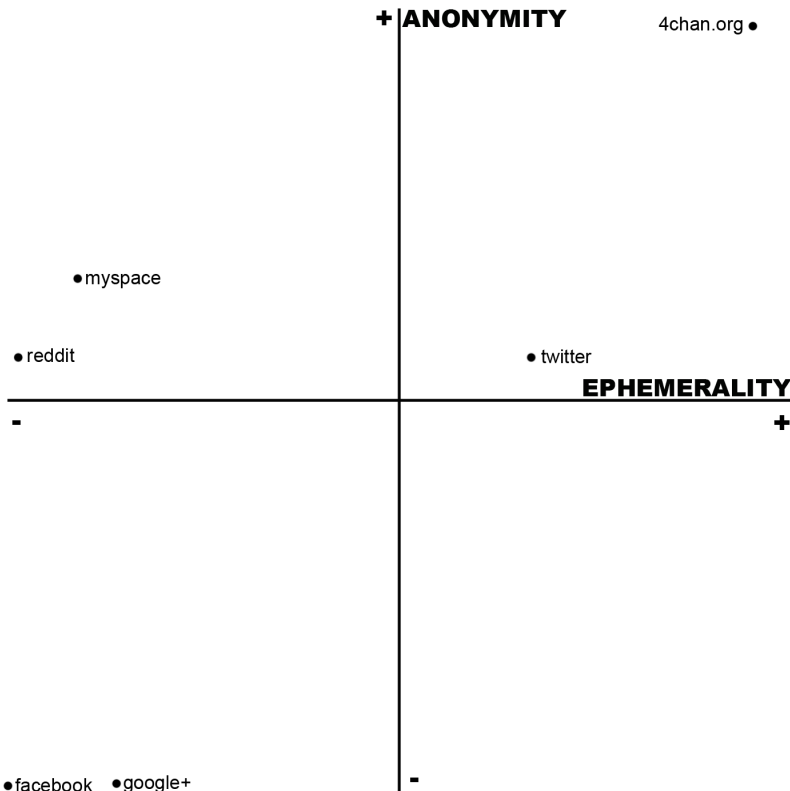 + ANONYMITY
4chan.org
myspace
reddit
twitter
EPHEMERALITY
- +
-
facebook google+